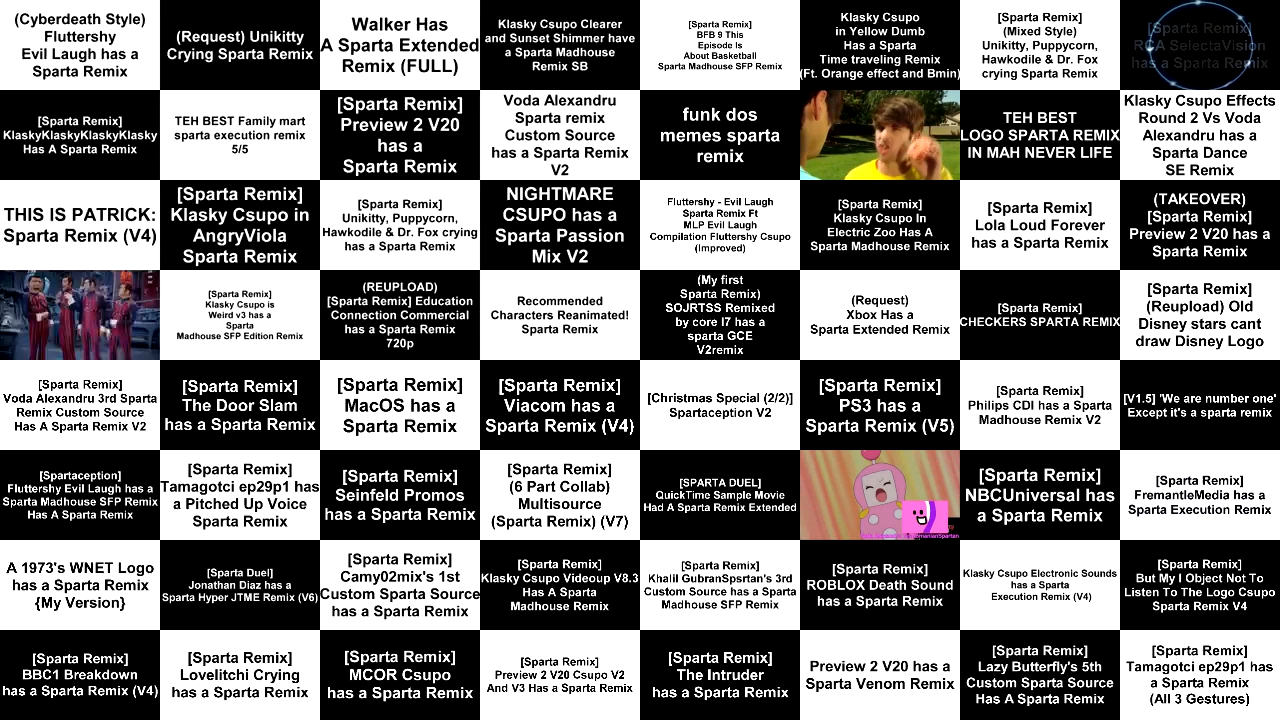 (Cyberdeath Style)
Fluttershy
Evil Laugh has a
Sparta Remix
(Request) Unikitty
Crying Sparta Remix
Walker Has
A Sparta Extended
Remix (FULL)
Klasky Csupo Clearer
and Sunset Shimmer have
a Sparta Madhouse
Remix SB
[Sparta Remix]
BFB 9 This
Episode Is
About Basketball
Sparta Madhouse SFP Remix
Klasky Csupo
in Yellow Dumb
Has a Sparta
Time traveling Remix
(Ft. Orange effect and Bmin)
[Sparta Remix]
(Mixed Style)
Unikitty, Puppycorn,
Hawkodile & Dr. Fox
crying Sparta Remix
[Sparta Remix]
RCA SelectaVision
has a Sparta Remix
[Sparta Remix]
KlaskyKlaskyKlaskyKlasky
Has A Sparta Remix
TEH BEST Family mart
sparta execution remix
5/5
[Sparta Remix]
Preview 2 V20
has a
Sparta Remix
Voda Alexandru
Sparta remix
Custom Source
has a Sparta Remix
V2
funk dos
memes sparta
remix
TEH BEST
LOGO SPARTA REMIX
IN MAH NEVER LIFE
Klasky Csupo Effects
Round 2 Vs Voda
Alexandru has a
Sparta Dance
SE Remix
THIS IS PATRICK:
Sparta Remix (V4)
[Sparta Remix]
Klasky Csupo in
AngryViola
Sparta Remix
[Sparta Remix]
Unikitty, Puppycorn,
Hawkodile & Dr. Fox crying
has a Sparta Remix
NIGHTMARE
CSUPO has a
Sparta Passion
Mix V2
Fluttershy - Evil Laugh
Sparta Remix Ft
MLP Evil Laugh
Compilation Fluttershy Csupo
(Improved)
[Sparta Remix]
Klasky Csupo In
Electric Zoo Has A
Sparta Madhouse Remix
[Sparta Remix]
Lola Loud Forever
has a Sparta Remix
(TAKEOVER)
[Sparta Remix]
Preview 2 V20 has a
Sparta Remix
[Sparta Remix]
Klasky Csupo is
Weird v3 has a
Sparta
Madhouse SFP Edition Remix
(REUPLOAD)
[Sparta Remix] Education
Connection Commercial
has a Sparta Remix
720p
Recommended
Characters Reanimated!
Sparta Remix
(My first
Sparta Remix)
SOJRTSS Remixed
by core I7 has a
sparta GCE
V2remix
(Request)
Xbox Has a
Sparta Extended Remix
[Sparta Remix]
CHECKERS SPARTA REMIX
[Sparta Remix]
(Reupload) Old
Disney stars cant
draw Disney Logo
[Sparta Remix]
Voda Alexandru 3rd Sparta
Remix Custom Source
Has A Sparta Remix V2
[Sparta Remix]
The Door Slam
has a Sparta Remix
[Sparta Remix]
MacOS has a
Sparta Remix
[Sparta Remix]
Viacom has a
Sparta Remix (V4)
[Christmas Special (2/2)]
Spartaception V2
[Sparta Remix]
PS3 has a
Sparta Remix (V5)
[Sparta Remix]
Philips CDI has a Sparta
Madhouse Remix V2
[V1.5] 'We are number one'
Except it's a sparta remix
[Spartaception]
Fluttershy Evil Laugh has a
Sparta Madhouse SFP Remix
Has A Sparta Remix
[Sparta Remix]
Tamagotci ep29p1 has
a Pitched Up Voice
Sparta Remix
[Sparta Remix]
Seinfeld Promos
has a Sparta Remix
[Sparta Remix]
(6 Part Collab)
Multisource
(Sparta Remix) (V7)
[SPARTA DUEL]
QuickTime Sample Movie
Had A Sparta Remix Extended
[Sparta Remix]
NBCUniversal has
a Sparta Remix
[Sparta Remix]
FremantleMedia has a
Sparta Execution Remix
A 1973's WNET Logo
has a Sparta Remix
{My Version}
[Sparta Duel]
Jonathan Diaz has a
Sparta Hyper JTME Remix (V6)
[Sparta Remix]
Camy02mix's 1st
Custom Sparta Source
has a Sparta Remix
[Sparta Remix]
Klasky Csupo Videoup V8.3
Has A Sparta
Madhouse Remix
[Sparta Remix]
Khalil GubranSpsrtan's 3rd
Custom Source has a Sparta
Madhouse SFP Remix
[Sparta Remix]
ROBLOX Death Sound
has a Sparta Remix
Klasky Csupo Electronic Sounds
has a Sparta
Execution Remix (V4)
[Sparta Remix]
But My I Object Not To
Listen To The Logo Csupo
Sparta Remix V4
[Sparta Remix]
BBC1 Breakdown
has a Sparta Remix (V4)
[Sparta Remix]
Lovelitchi Crying
has a Sparta Remix
[Sparta Remix]
MCOR Csupo
has a Sparta Remix
[Sparta Remix]
Preview 2 V20 Csupo V2
And V3 Has a Sparta Remix
[Sparta Remix]
The Intruder
has a Sparta Remix
Preview 2 V20 has a
Sparta Venom Remix
[Sparta Remix]
Lazy Butterfly's 5th
Custom Sparta Source
Has A Sparta Remix
[Sparta Remix]
Tamagotci ep29p1 has
a Sparta Remix
(All 3 Gestures)